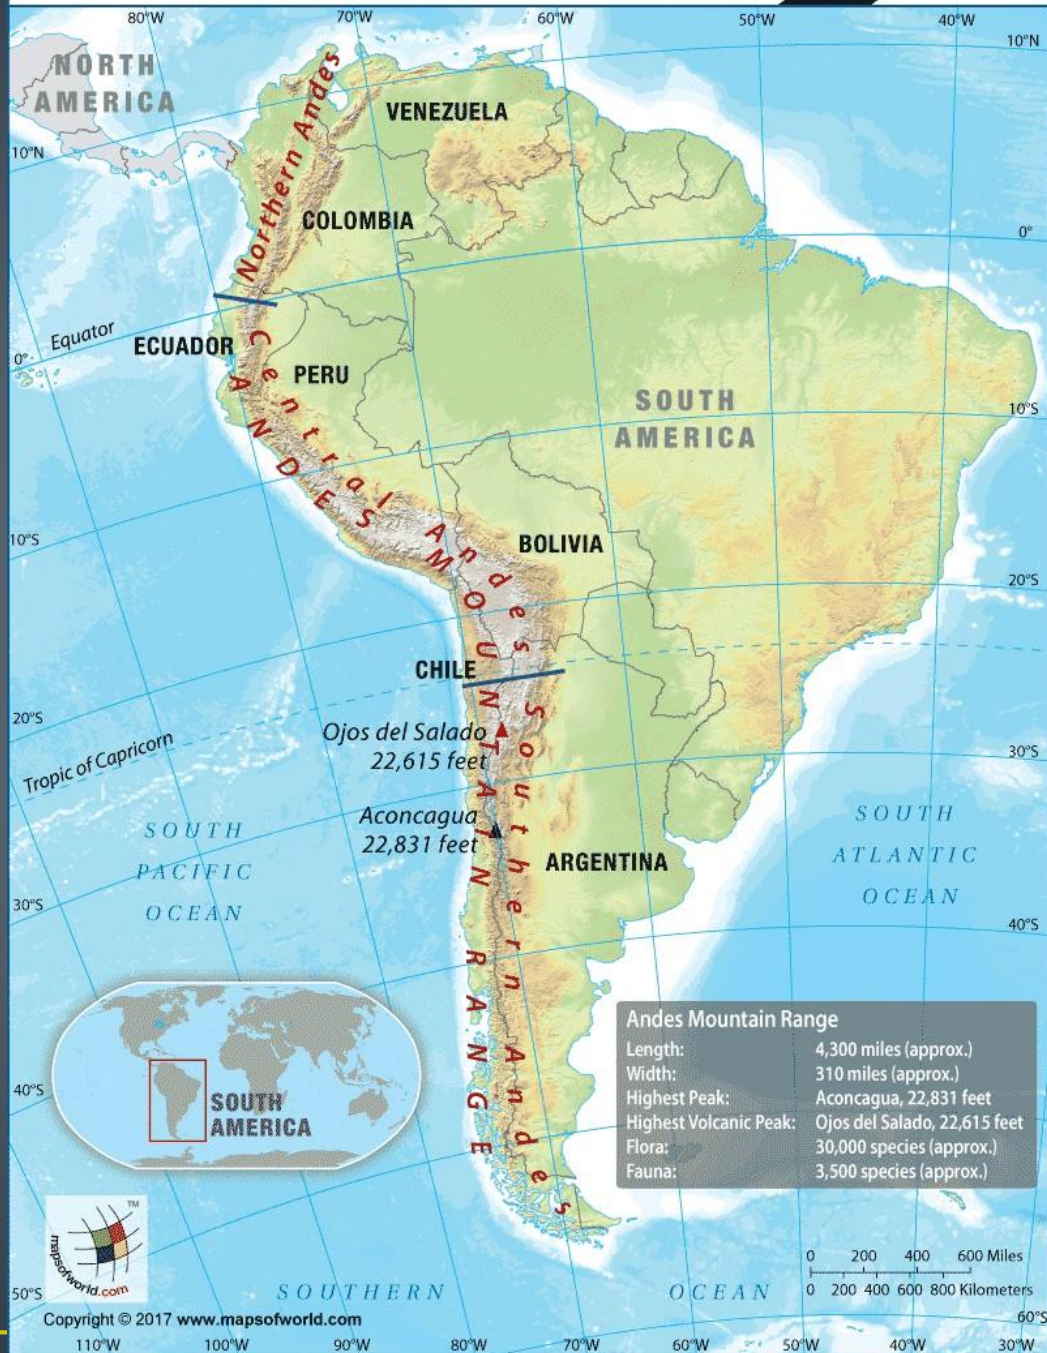 80°W 70°W 60°W 50°W 40°W
10°N
NORTH
AMERICA
10°N
VENEZUELA
Northern Andes
COLOMBIA
0°
Equator
ECUADOR
0°
PERU
Central Andes
ANDES MOUNTAIN RANGE
SOUTH
AMERICA
10°S
10°S
BOLIVIA
20°S
CHILE
20°S
Tropic of Capricorn
Ojos del Salado
22,615 feet
Southern Andes
30°S
Aconcagua
22,831 feet
ARGENTINA
SOUTH
PACIFIC
OCEAN
SOUTH
ATLANTIC
OCEAN
30°S
40°S
Andes Mountain Range
Length: 4,300 miles (approx.)
Width: 310 miles (approx.)
Highest Peak: Aconcagua, 22,831 feet
Highest Volcanic Peak: Ojos del Salado, 22,615 feet
Flora: 30,000 species (approx.)
Fauna: 3,500 species (approx.)
40°S
SOUTH
AMERICA
TM
mapsofworld.com
0 200 400 600 Miles
0 200 400 600 800 Kilometers
50°S
SOUTHERN OCEAN
Copyright © 2017 www.mapsofworld.com
60°S
110°W 100°W 90°W 80°W 70°W 60°W 50°W 40°W 30°W